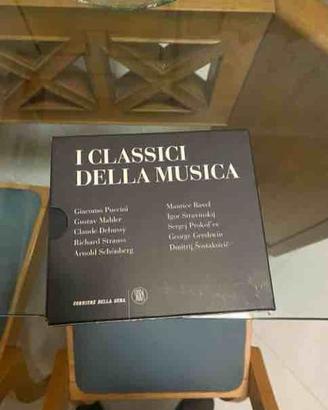 I CLASSICI
DELLA MUSICA
Giacomo Puccini
Gustav Mahler
Claude Debussy
Richard Strauss
Arnold Schönberg
Maurice Ravel
Igor Stravinskij
Sergej Prokof'ev
George Gershwin
Dmitrij Šostakovič
CORRIERE DELLA SERA